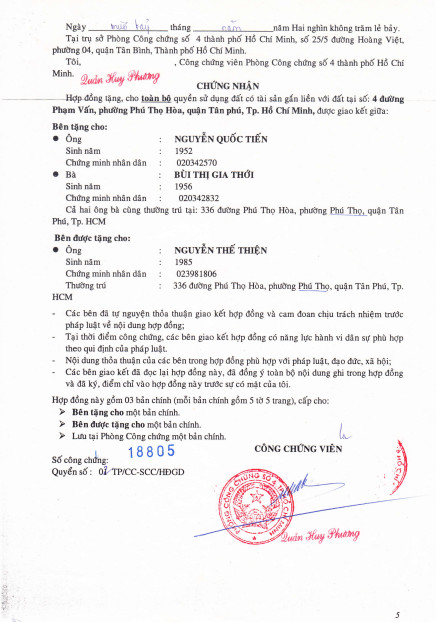 Ngày mười bảy tháng năm năm Hai nghìn không trăm lẻ bảy.
Tại trụ sở Phòng Công chứng số 4 thành phố Hồ Chí Minh, số 25/5 đường Hoàng Việt,
phường 04, quận Tân Bình, Thành phố Hồ Chí Minh.
Tôi, , Công chứng viên Phòng Công chứng số 4 thành phố Hồ Chí
Minh. Quán Huy Phương
CHỨNG NHẬN
Hợp đồng tặng, cho toàn bộ quyền sử dụng đất có tài sản gắn liền với đất tại số: 4 đường
Phạm Vấn, phường Phú Thọ Hòa, quận Tân phú, Tp. Hồ Chí Minh, được giao kết giữa:
Bên tặng cho:
● Ông : NGUYỄN QUỐC TIẾN
Sinh năm : 1952
Chứng minh nhân dân : 020342570
● Bà : BÙI THỊ GIA THỚI
Sinh năm : 1956
Chứng minh nhân dân : 020342832
Cả hai ông bà cùng thường trú tại: 336 đường Phú Thọ Hòa, phường Phú Thọ, quận Tân
Phú, Tp. HCM
Bên được tặng cho:
● Ông : NGUYỄN THẾ THIỆN
Sinh năm : 1985
Chứng minh nhân dân : 023981806
Thường trú : 336 đường Phú Thọ Hòa, phường Phú Thọ, quận Tân Phú, Tp.
HCM
- Các bên đã tự nguyện thỏa thuận giao kết hợp đồng và cam đoan chịu trách nhiệm trước
pháp luật về nội dung hợp đồng;
- Tại thời điểm công chứng, các bên giao kết hợp đồng có năng lực hành vi dân sự phù hợp
theo qui định của pháp luật.
- Nội dung thỏa thuận của các bên trong hợp đồng phù hợp với pháp luật, đạo đức, xã hội;
- Các bên giao kết đã đọc lại hợp đồng này, đã đồng ý toàn bộ nội dung ghi trong hợp đồng
và đã ký, điểm chỉ vào hợp đồng này trước sự có mặt của tôi.
Hợp đồng này gồm 03 bản chính (mỗi bản chính gồm 5 tờ 5 trang), cấp cho:
➢ Bên tặng cho một bản chính.
➢ Bên được tặng cho một bản chính.
➢ Lưu tại Phòng Công chứng một bản chính.
Số công chứng: 18805
CÔNG CHỨNG VIÊN
Quyển số : 02 TP/CC-SCC/HĐGD
PHÒNG CÔNG CHỨNG SỐ 4 T.P HỒ CHÍ MINH
Quán Huy Phương
5